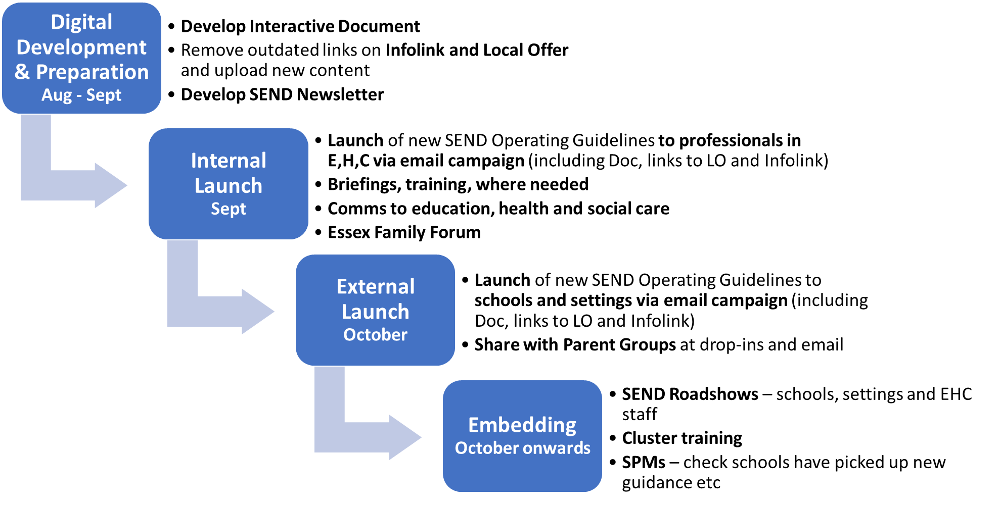 Digital
Development
& Preparation
Aug - Sept
• Develop Interactive Document
• Remove outdated links on Infolink and Local Offer
and upload new content
• Develop SEND Newsletter
Internal
Launch
Sept
• Launch of new SEND Operating Guidelines to professionals in
E,H,C via email campaign (including Doc, links to LO and Infolink)
• Briefings, training, where needed
• Comms to education, health and social care
• Essex Family Forum
External
Launch
October
• Launch of new SEND Operating Guidelines to
schools and settings via email campaign (including
Doc, links to LO and Infolink)
• Share with Parent Groups at drop-ins and email
Embedding
October onwards
• SEND Roadshows – schools, settings and EHC
staff
• Cluster training
• SPMs – check schools have picked up new
guidance etc